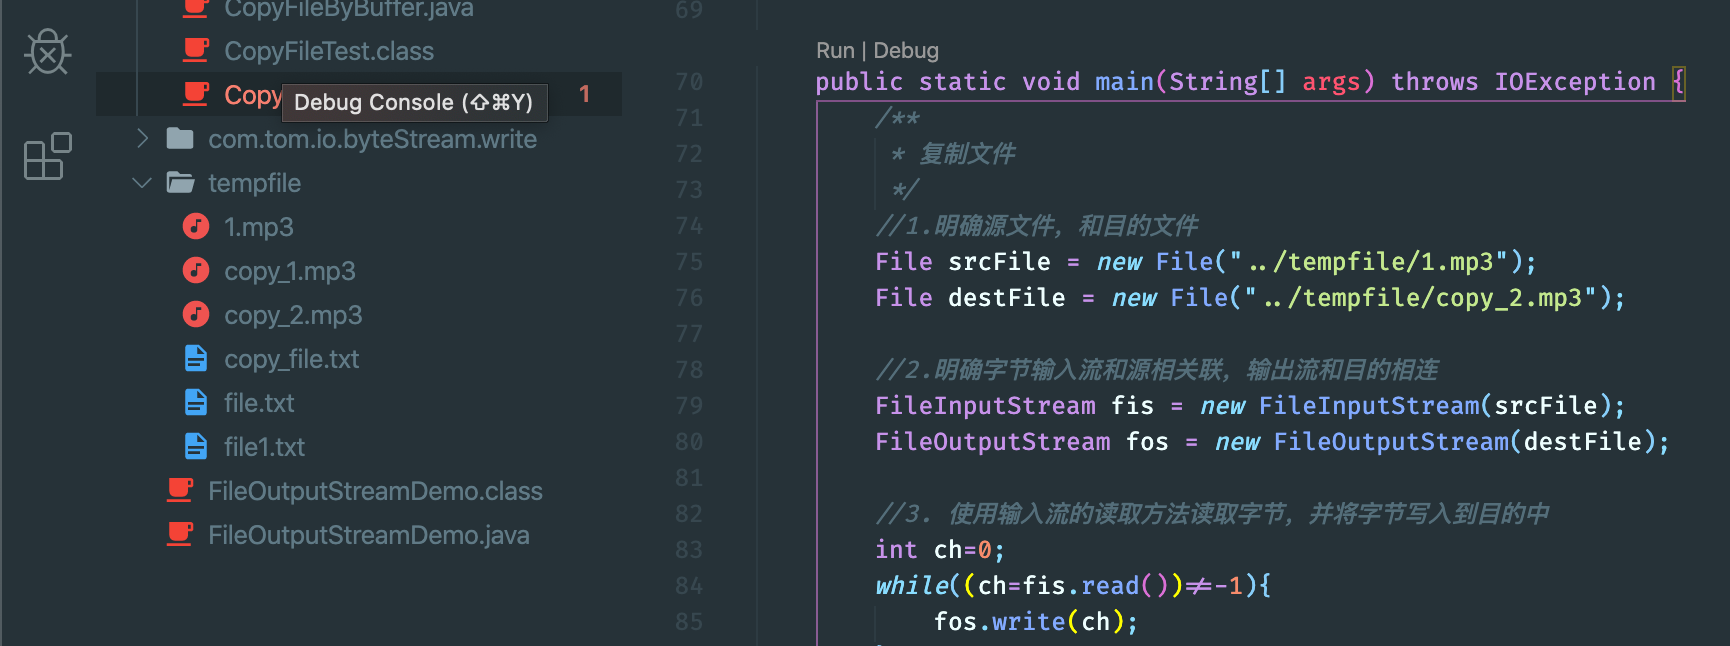 CopyFileByBuffer.java
CopyFileTest.class
Copy
Debug Console (⇧⌘Y)
1
com.tom.io.byteStream.write
tempfile
1.mp3
copy_1.mp3
copy_2.mp3
copy_file.txt
file.txt
file1.txt
FileOutputStreamDemo.class
FileOutputStreamDemo.java
69
Run | Debug
70 public static void main(String[] args) throws IOException {
71 /**
72 * 复制文件
73 */
74 //1.明确源文件，和目的文件
75 File srcFile = new File("../tempfile/1.mp3");
76 File destFile = new File("../tempfile/copy_2.mp3");
77
78 //2.明确字节输入流和源相关联，输出流和目的相连
79 FileInputStream fis = new FileInputStream(srcFile);
80 FileOutputStream fos = new FileOutputStream(destFile);
81
82 //3. 使用输入流的读取方法读取字节，并将字节写入到目的中
83 int ch=0;
84 while((ch=fis.read())!=-1){
85 fos.write(ch);